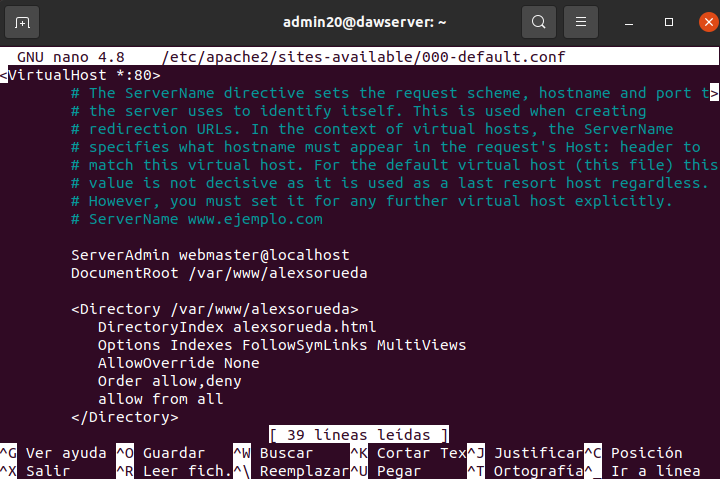 admin20@dawserver: ~
GNU nano 4.8 /etc/apache2/sites-available/000-default.conf
<VirtualHost *:80>
# The ServerName directive sets the request scheme, hostname and port t>
# the server uses to identify itself. This is used when creating
# redirection URLs. In the context of virtual hosts, the ServerName
# specifies what hostname must appear in the request's Host: header to
# match this virtual host. For the default virtual host (this file) this
# value is not decisive as it is used as a last resort host regardless.
# However, you must set it for any further virtual host explicitly.
# ServerName www.ejemplo.com
ServerAdmin webmaster@localhost
DocumentRoot /var/www/alexsorueda
<Directory /var/www/alexsorueda>
DirectoryIndex alexsorueda.html
Options Indexes FollowSymLinks MultiViews
AllowOverride None
Order allow,deny
allow from all
</Directory>
[ 39 líneas leídas ]
^G Ver ayuda ^O Guardar ^W Buscar ^K Cortar Tex^J Justificar^C Posición
^X Salir ^R Leer fich.^\ Reemplazar^U Pegar ^T Ortografía^_ Ir a línea